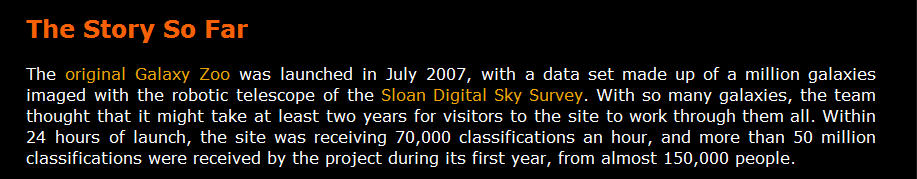 The Story So Far
The original Galaxy Zoo was launched in July 2007, with a data set made up of a million galaxies
imaged with the robotic telescope of the Sloan Digital Sky Survey. With so many galaxies, the team
thought that it might take at least two years for visitors to the site to work through them all. Within
24 hours of launch, the site was receiving 70,000 classifications an hour, and more than 50 million
classifications were received by the project during its first year, from almost 150,000 people.